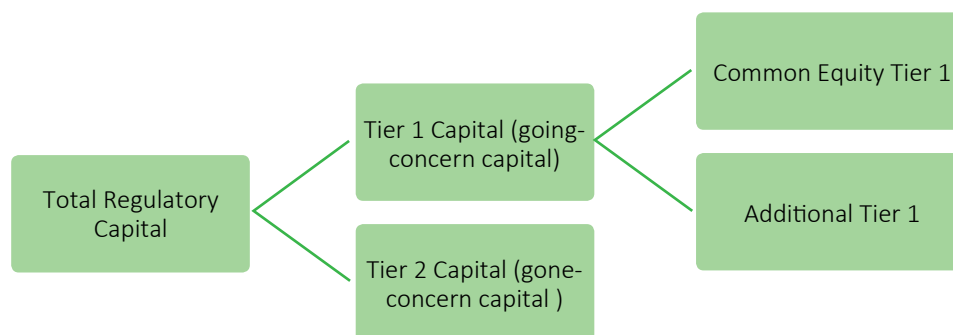 Total Regulatory
Capital
Tier 1 Capital (going-
concern capital)
Tier 2 Capital (gone-
concern capital )
Common Equity Tier 1
Additional Tier 1